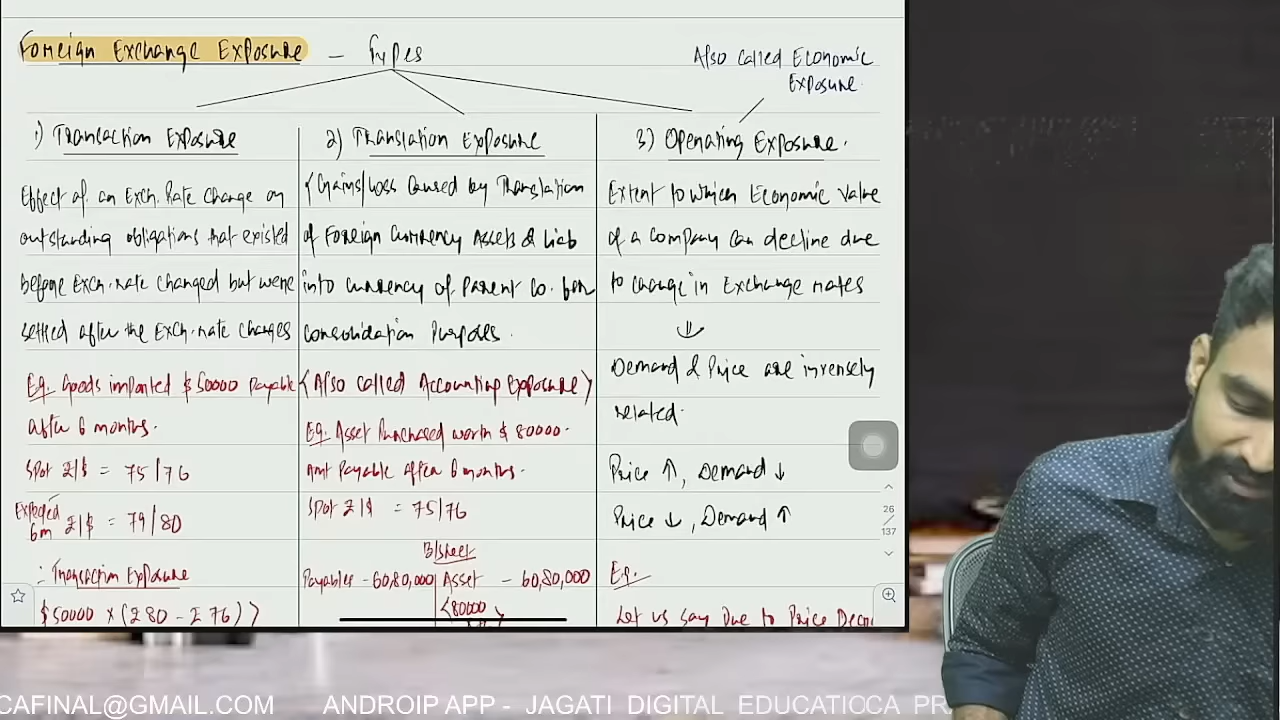 Foreign Exchange Exposure – Types
Also called Economic
Exposure.
1) Transaction Exposure
Effect of an Exch. Rate Change on
outstanding obligations that existed
before Exch. rate changed but were
settled after the Exch. rate changes
Eg. Goods imported $50000 payable
after 6 months.
Spot ₹/$ = 75/76
Expected
6m ₹/$ = 79/80
∴ Transaction Exposure
$50000 × (₹80 – ₹76)
2) Translation Exposure
(Gains/Loss caused by Translation
of Foreign Currency Assets & Liab
into currency of Parent Co. for
consolidation Purposes.
(Also called Accounting Exposure)
Eg. Asset Purchased worth $80000.
Amt Payable After 6 months.
Spot ₹/$ = 75/76
B/sheet
Payables – 60,80,000 Asset – 60,80,000
(80000
3) Operating Exposure.
Extent to which Economic value
of a company can decline due
to change in Exchange rates
⇓
Demand & Price are inversely
related.
Price ↑, Demand ↓
Price ↓, Demand ↑
Eg.
Let us say Due to Price
26
137
CAFINAL@GMAIL.COM ANDROIP APP - JAGATI DIGITAL EDUCATIOCA PR